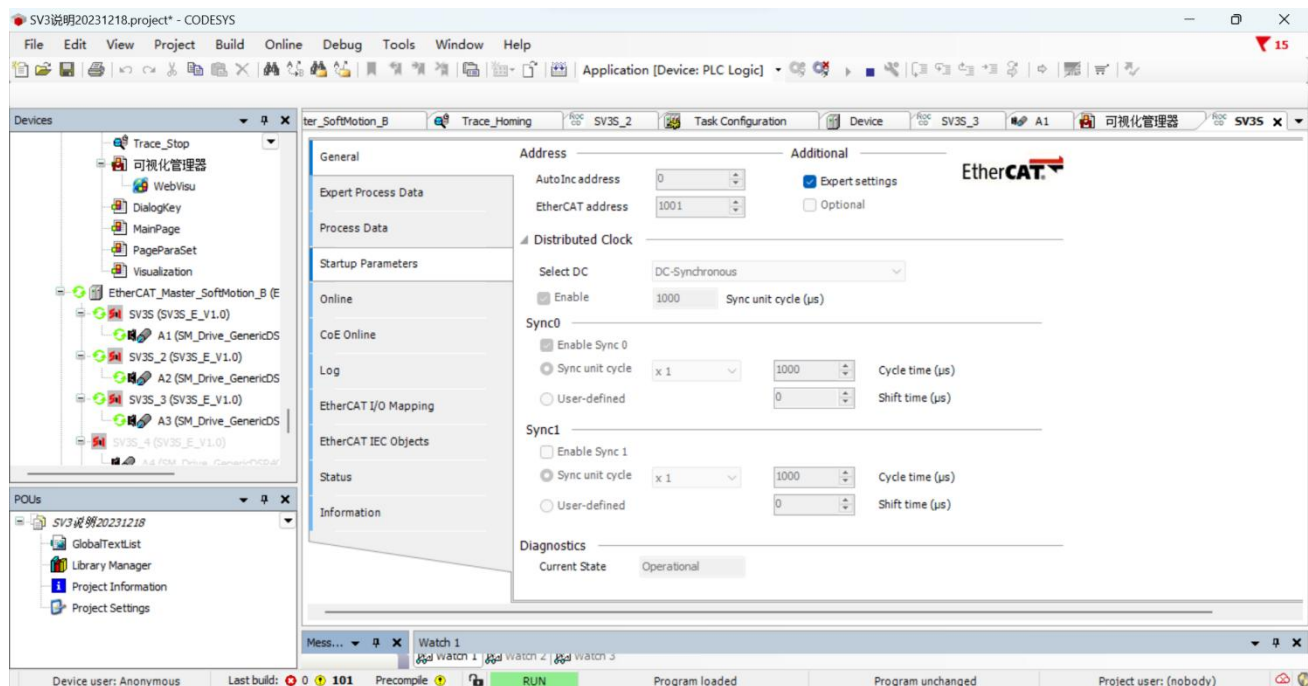 SV3说明20231218.project* - CODESYS
File Edit View Project Build Online Debug Tools Window Help
15
Application [Device: PLC Logic]
Devices
ter_SoftMotion_B Trace_Homing SV3S_2 Task Configuration Device SV3S_3 A1 可视化管理器 SV3S
Trace_Stop
可视化管理器
WebVisu
DialogKey
MainPage
PageParaSet
Visualization
EtherCAT_Master_SoftMotion_B (E
SV3S (SV3S_E_V1.0)
A1 (SM_Drive_GenericDS
SV3S_2 (SV3S_E_V1.0)
A2 (SM_Drive_GenericDS
SV3S_3 (SV3S_E_V1.0)
A3 (SM_Drive_GenericDS
SV3S_4 (SV3S_E_V1.0)
A4 (SM_Drive_GenericDS
POUs
SV3说明20231218
GlobalTextList
Library Manager
Project Information
Project Settings
General
Expert Process Data
Process Data
Startup Parameters
Online
CoE Online
Log
EtherCAT I/O Mapping
EtherCAT IEC Objects
Status
Information
Address Additional
EtherCAT
AutoInc address 0 Expert settings
EtherCAT address 1001 Optional
Distributed Clock
Select DC DC-Synchronous
Enable 1000 Sync unit cycle (µs)
Sync0
Enable Sync 0
Sync unit cycle x 1 1000 Cycle time (µs)
User-defined 0 Shift time (µs)
Sync1
Enable Sync 1
Sync unit cycle x 1 1000 Cycle time (µs)
User-defined 0 Shift time (µs)
Diagnostics
Current State Operational
Mess... Watch 1
Watch 1 Watch 2 Watch 3
Device user: Anonymous Last build: 0 101 Precompile RUN Program loaded Program unchanged Project user: (nobody)